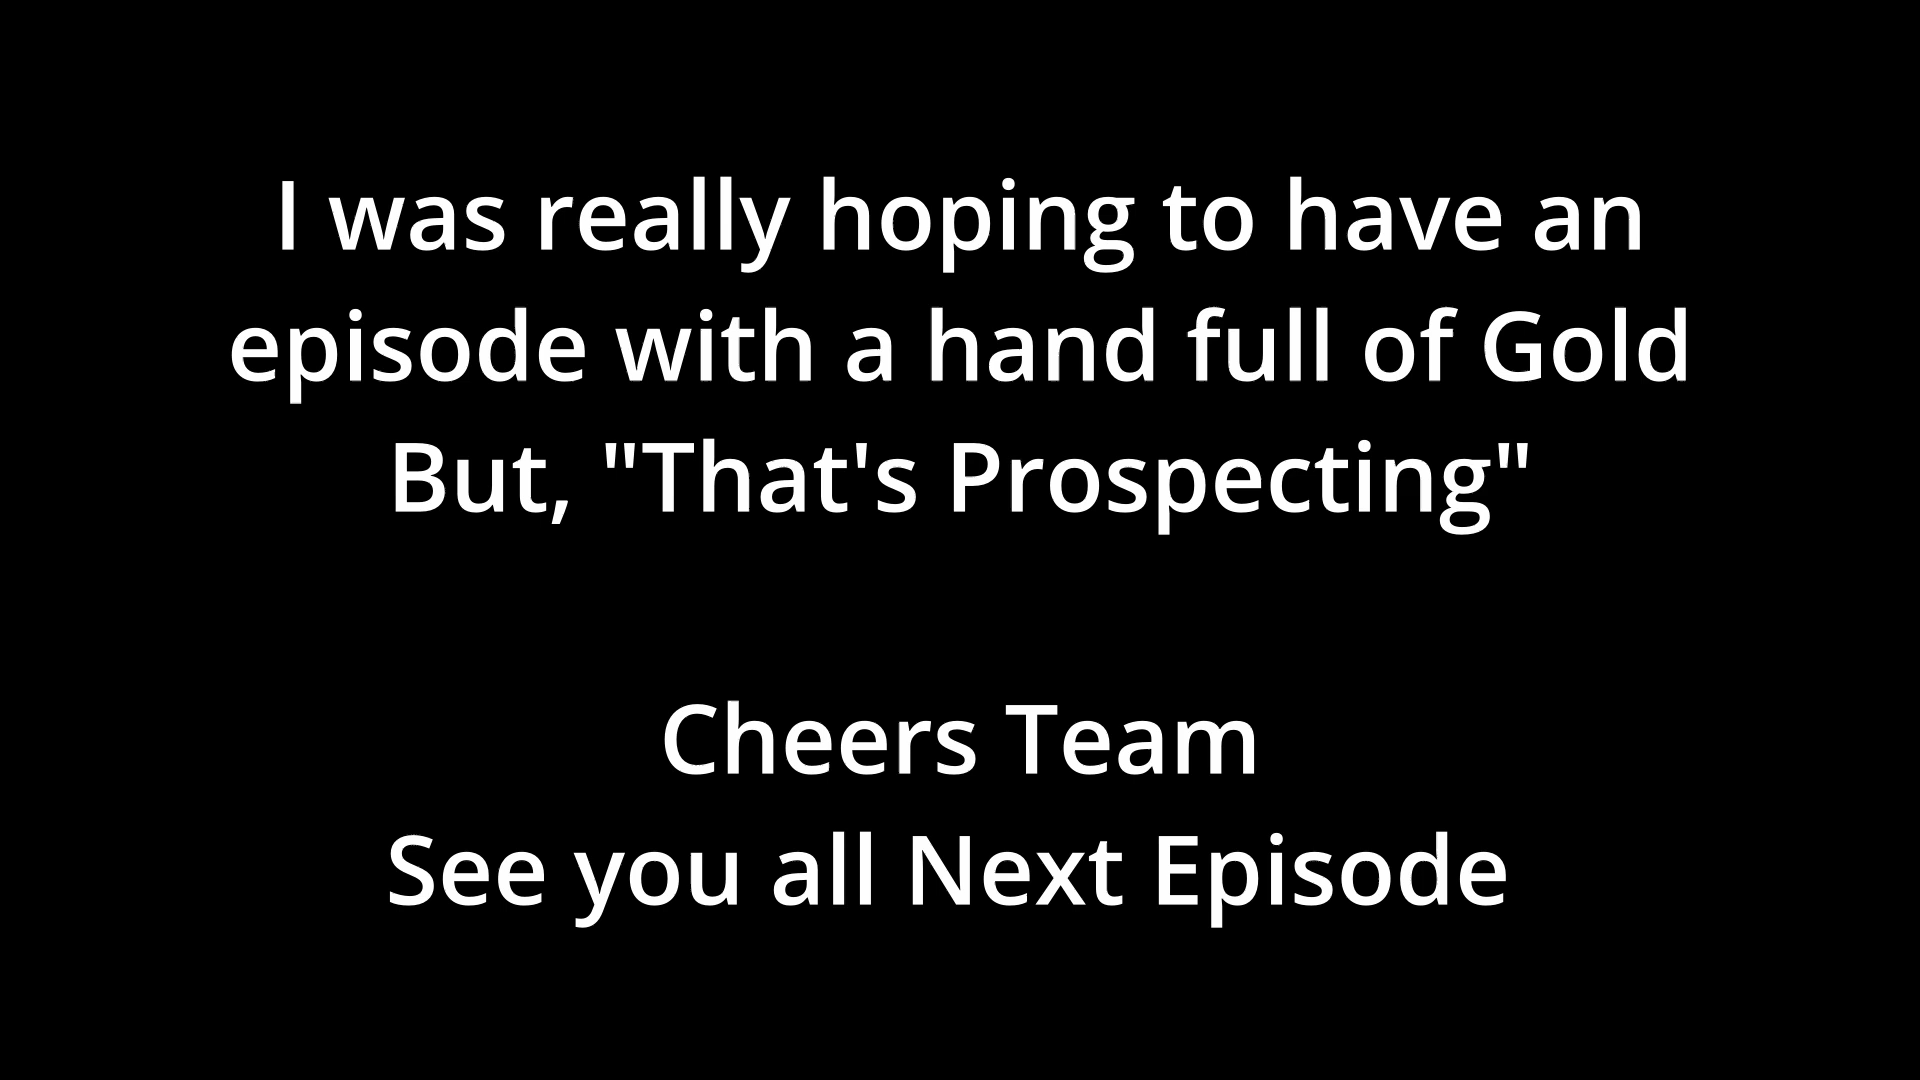 I was really hoping to have an
episode with a hand full of Gold
But, "That's Prospecting"
Cheers Team
See you all Next Episode